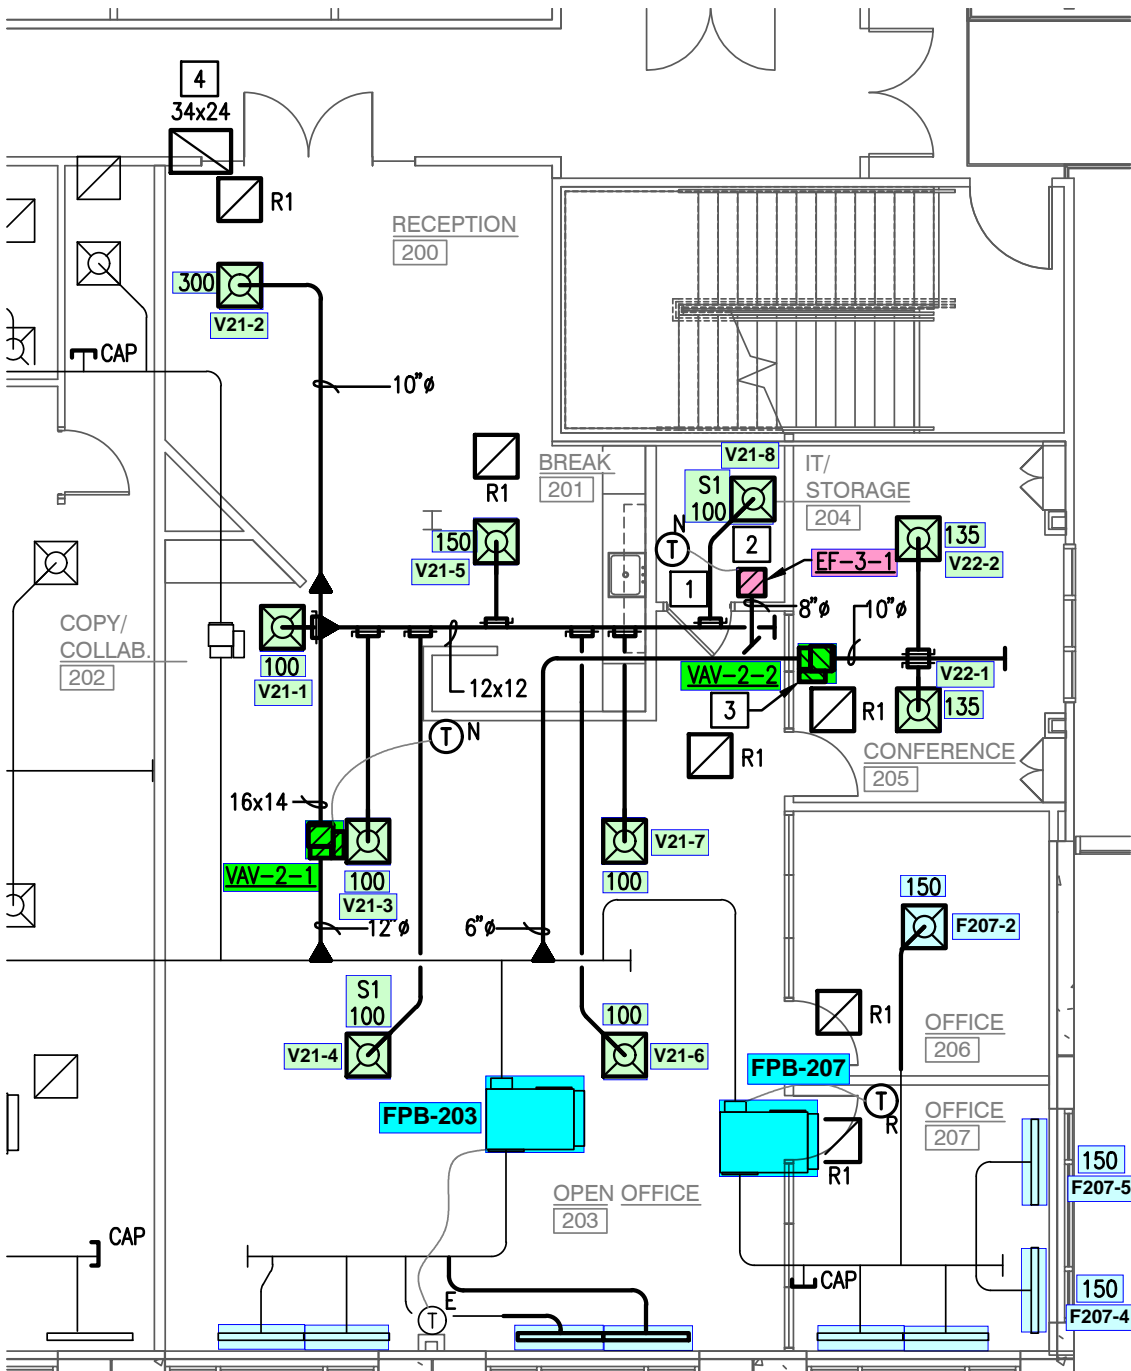 4
34x24
R1
RECEPTION
200
300
V21-2
CAP
10"ø
V21-8
BREAK
201
R1
IT/
STORAGE
204
S1
100
N
T
2
150
V21-5
135
V22-2
EF-3-1
1
8"ø
10"ø
COPY/
COLLAB.
202
100
V21-1
12x12
VAV-2-2
V22-1
3
R1
135
T
N
R1
CONFERENCE
205
16x14
VAV-2-1
100
V21-3
V21-7
100
12"ø
6"ø
150
F207-2
S1
100
V21-4
100
V21-6
R1
OFFICE
206
FPB-207
FPB-203
T
R
OFFICE
207
R1
150
F207-5
OPEN OFFICE
203
CAP
CAP
E
T
150
F207-4